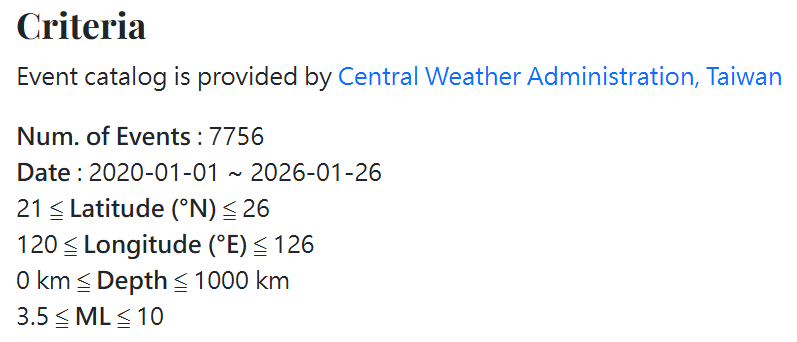 Criteria
Event catalog is provided by Central Weather Administration, Taiwan
Num. of Events : 7756
Date : 2020-01-01 ~ 2026-01-26
21 ≦ Latitude (°N) ≦ 26
120 ≦ Longitude (°E) ≦ 126
0 km ≦ Depth ≦ 1000 km
3.5 ≦ ML ≦ 10